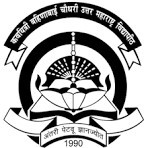 कवयित्री बहिणाबाई चौधरी उत्तर महाराष्ट्र विद्यापीठ
अंतरी पेटवू ज्ञानज्योत
1990